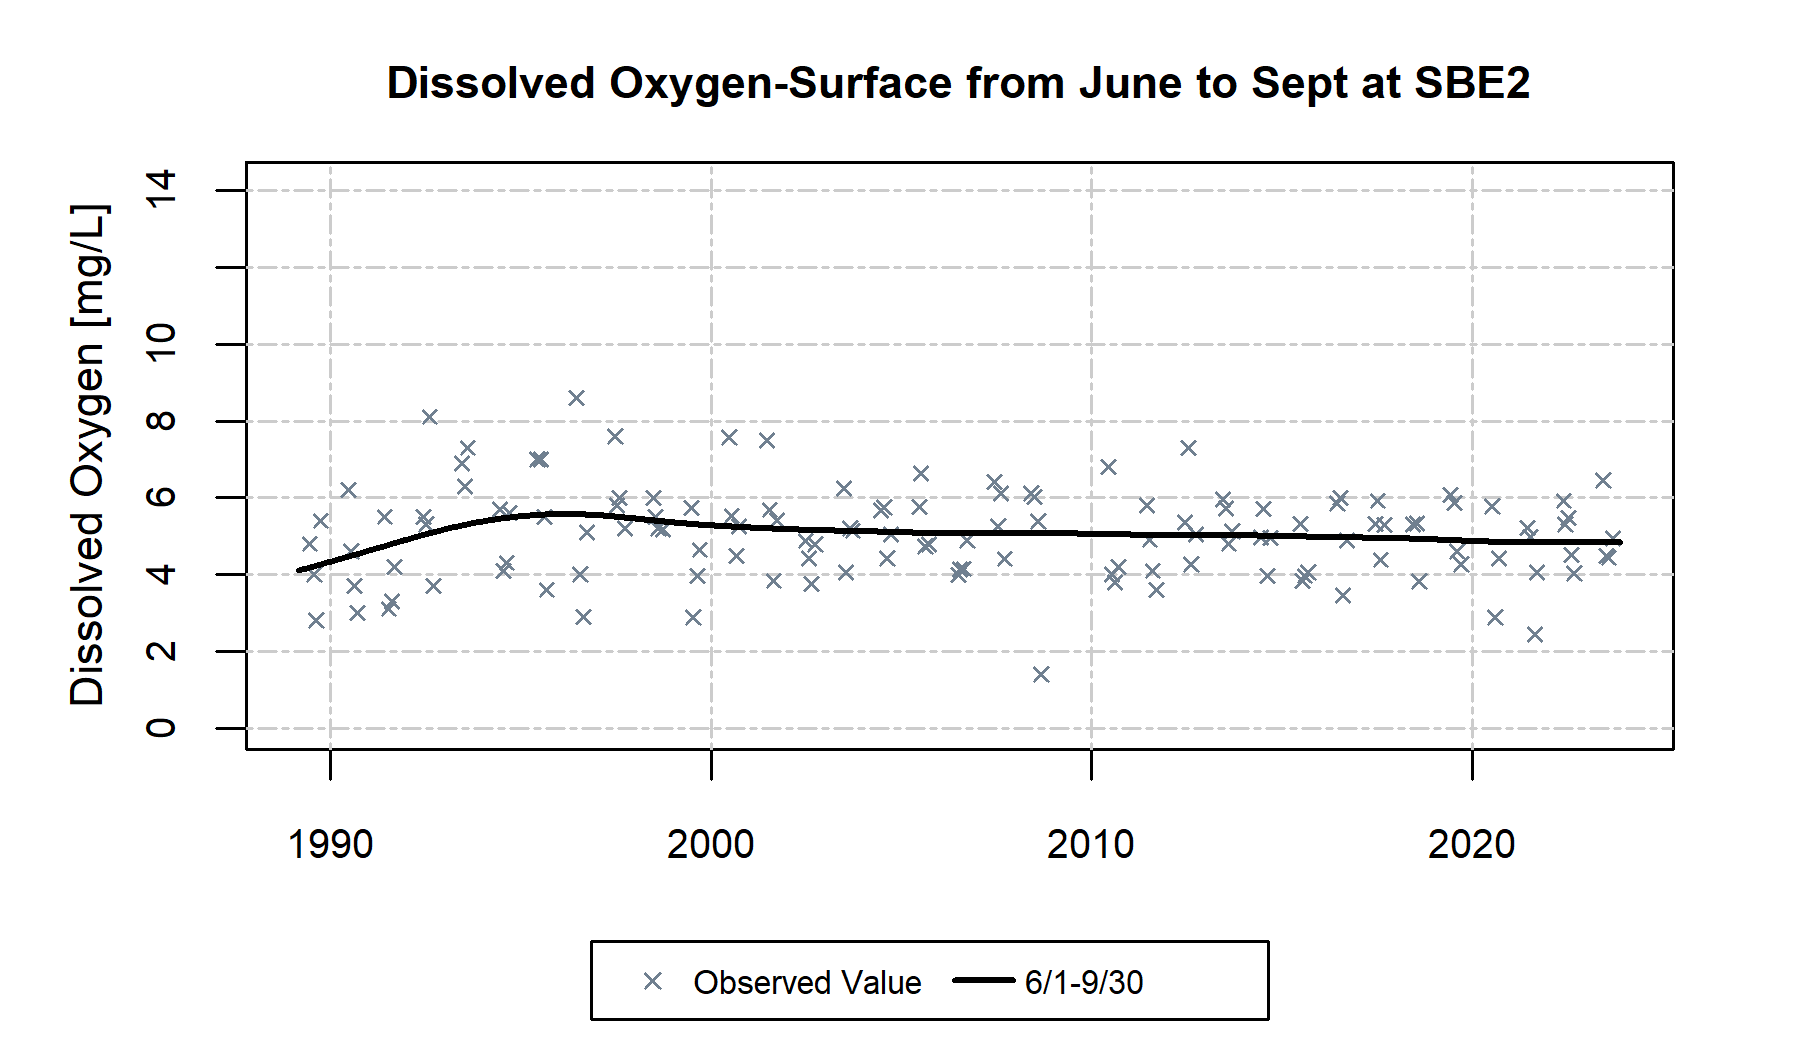 Dissolved Oxygen-Surface from June to Sept at SBE2
Dissolved Oxygen [mg/L]
14
10
8
6
4
2
0
1990 2000 2010 2020
Observed Value 6/1-9/30